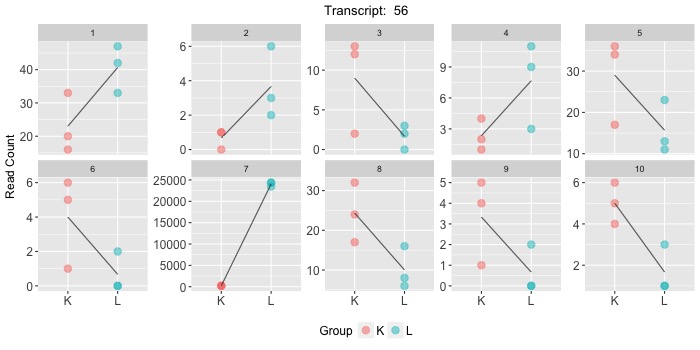 Transcript: 56
1 2 3 4 5
40 6 10 9 30
30 4 5 6 20
20 2 0 3 10
0
Read Count
6 7 8 9 10
6 25000 30 5 6
4 20000 20 4 4
2 15000 10 3 2
0 10000 2
5000 1
0 0
K L K L K L K L K L
Group K L